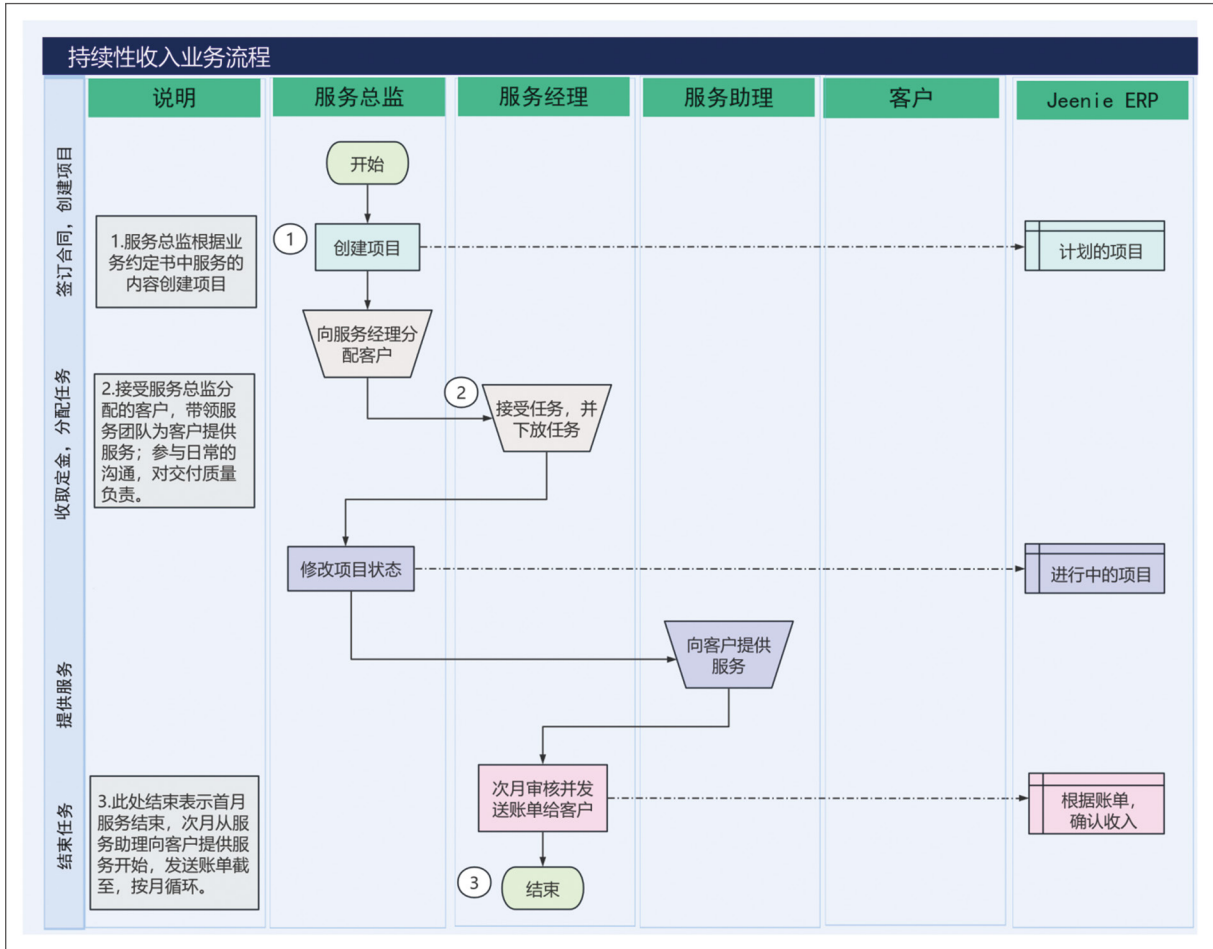 持续性收入业务流程
说明
服务总监
服务经理
服务助理
客户
Jeenie ERP
签订合同，创建项目
开始
1.服务总监根据业
务约定书中服务的
内容创建项目
1
创建项目
计划的项目
向服务经理分
配客户
收取定金，分配任务
2.接受服务总监分
配的客户，带领服
务团队为客户提供
服务；参与日常的
沟通，对交付质量
负责。
2
接受任务，并
下放任务
修改项目状态
进行中的项目
提供服务
向客户提供
服务
结束任务
3.此处结束表示首月
服务结束，次月从服
务助理向客户提供服
务开始，发送账单截
至，按月循环。
次月审核并发
送账单给客户
根据账单，
确认收入
3
结束